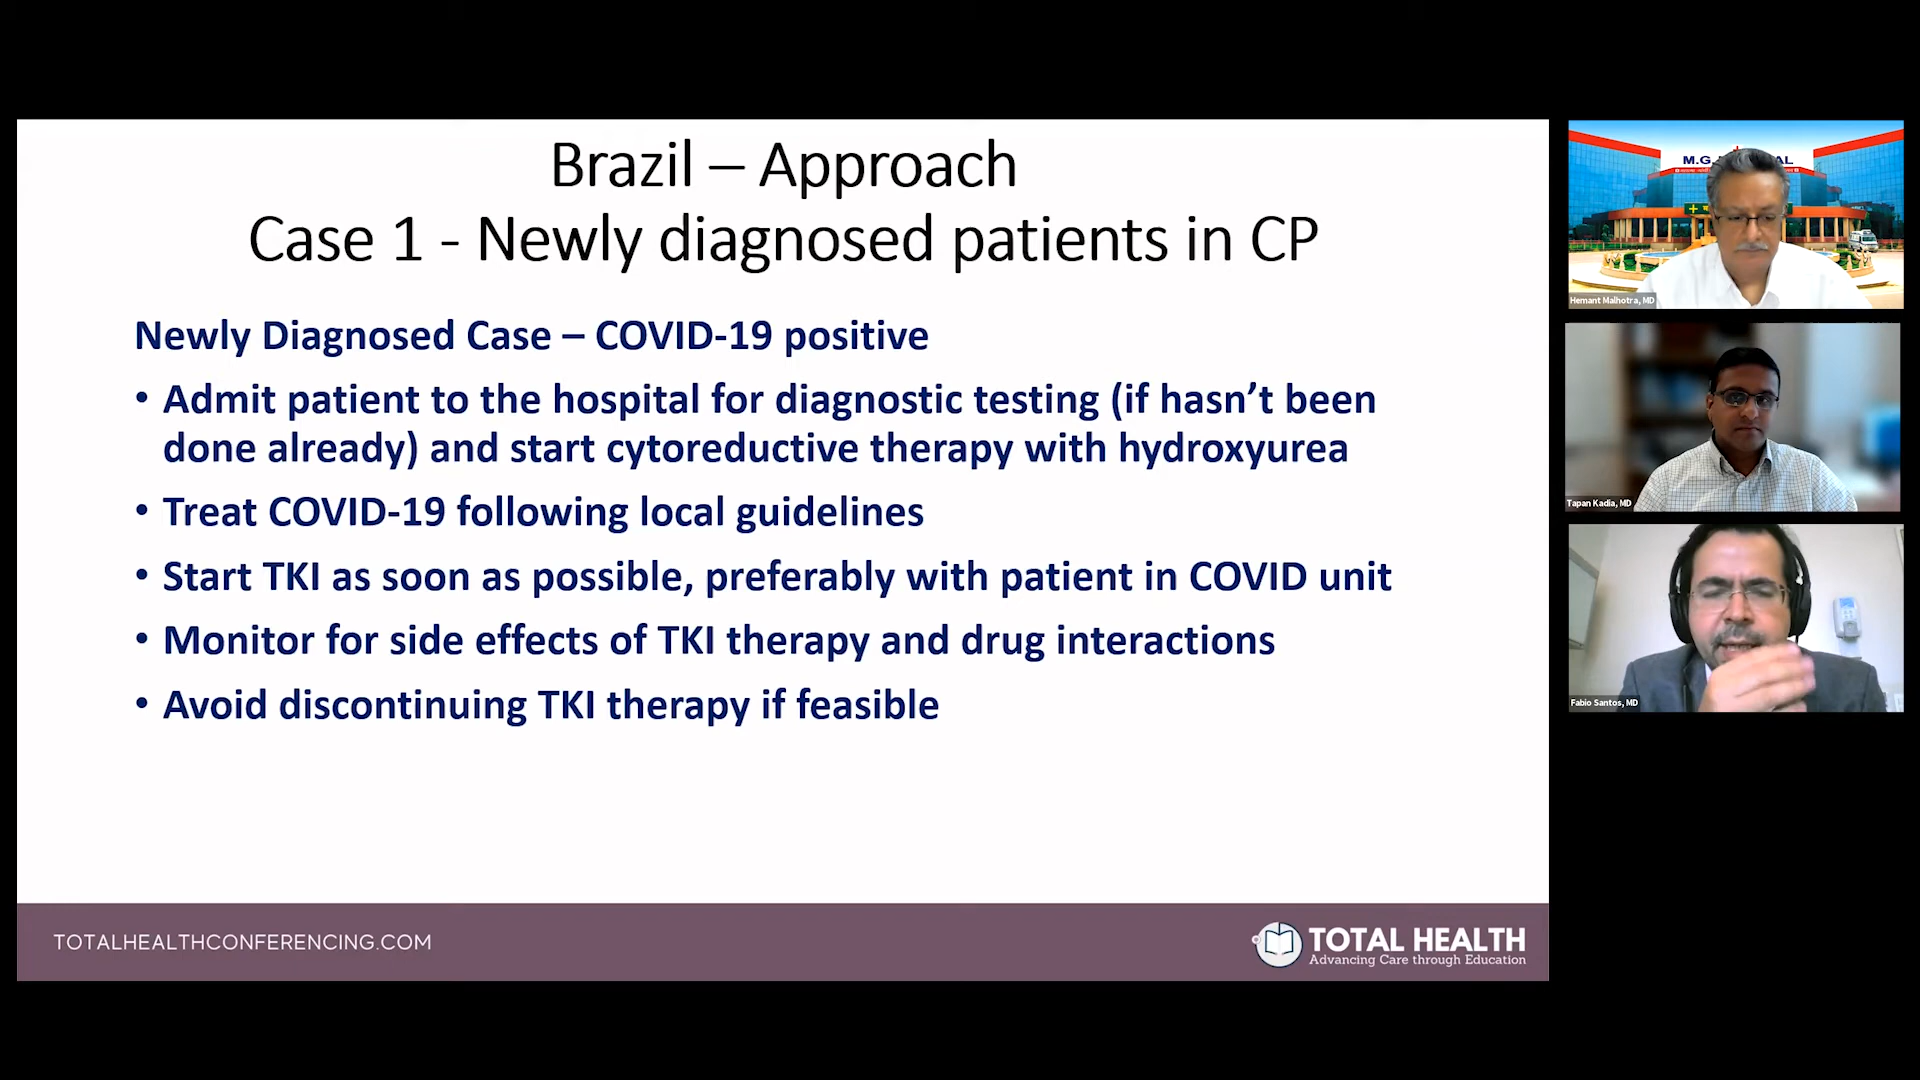 Brazil – Approach
Case 1 - Newly diagnosed patients in CP
Newly Diagnosed Case – COVID-19 positive
• Admit patient to the hospital for diagnostic testing (if hasn’t been
done already) and start cytoreductive therapy with hydroxyurea
• Treat COVID-19 following local guidelines
• Start TKI as soon as possible, preferably with patient in COVID unit
• Monitor for side effects of TKI therapy and drug interactions
• Avoid discontinuing TKI therapy if feasible
TOTALHEALTHCONFERENCING.COM
TOTAL HEALTH
Advancing Care through Education
M.G.
AL
Hemant Malhotra, MD
Tapan Kadia, MD
Fabio Santos, MD